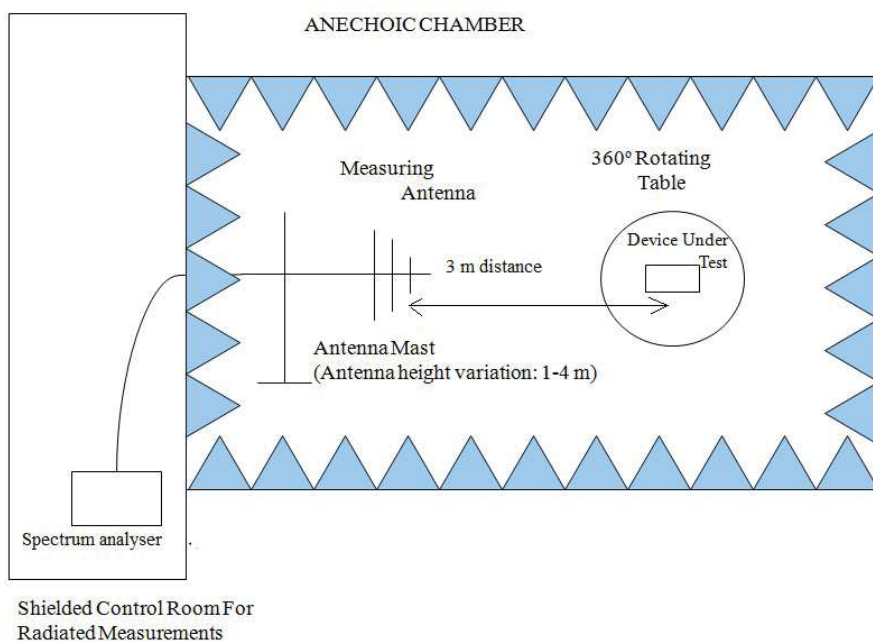 ANECHOIC CHAMBER
Measuring
Antenna
360º Rotating
Table
Device Under
Test
3 m distance
Antenna Mast
(Antenna height variation: 1-4 m)
Spectrum analyser
Shielded Control Room For
Radiated Measurements